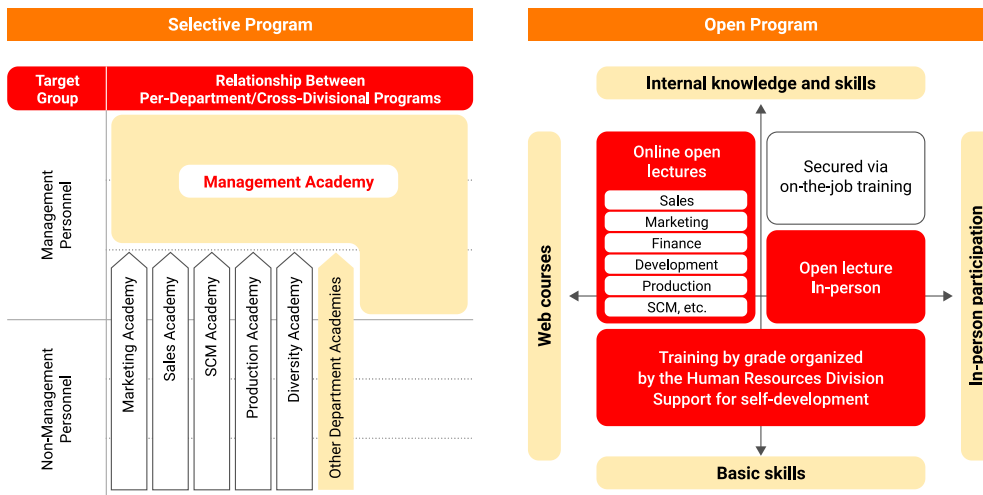 Selective Program
Target
Group
Relationship Between
Per-Department/Cross-Divisional Programs
Management
Personnel
Management Academy
Non-Management
Personnel
Marketing Academy
Sales Academy
SCM Academy
Production Academy
Diversity Academy
Other Department Academies
Open Program
Internal knowledge and skills
Web courses
Online open
lectures
Sales
Marketing
Finance
Development
Production
SCM, etc.
Secured via
on-the-job training
Open lecture
In-person
Training by grade organized
by the Human Resources Division
Support for self-development
In-person participation
Basic skills